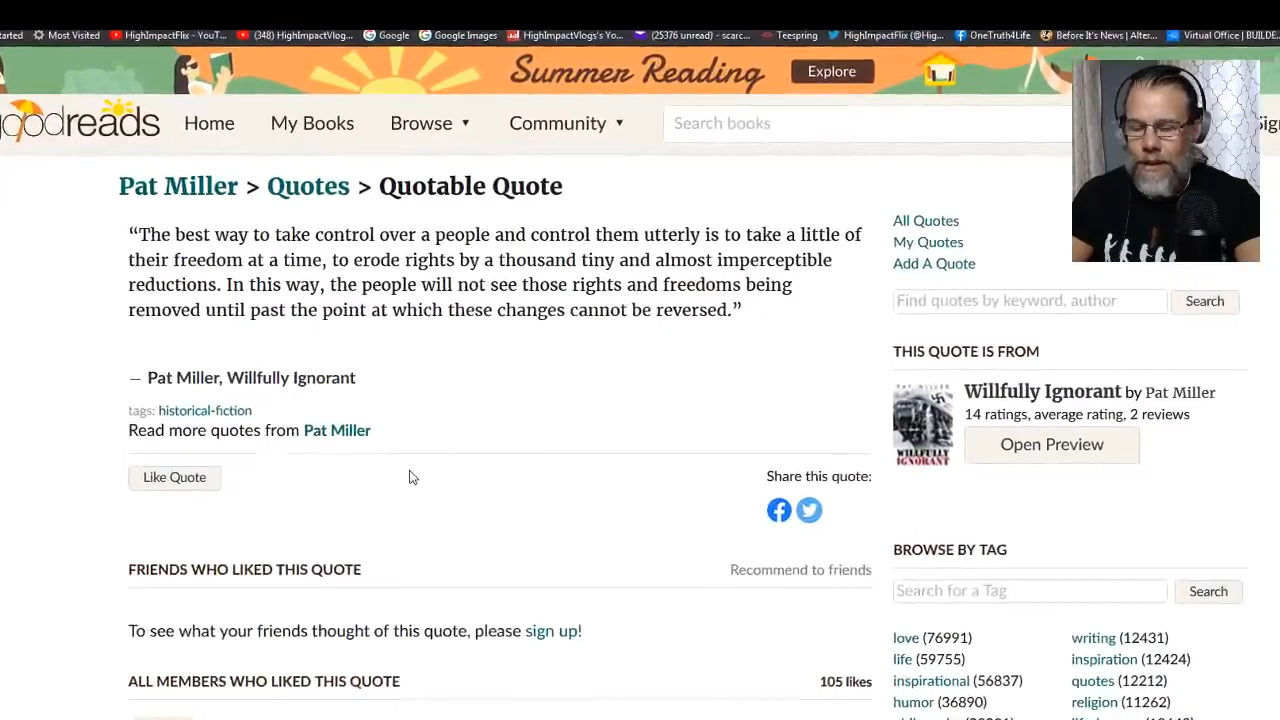 started Most Visited HighImpactFlix - YouT... (348) HighImpactVlog... Google Google Images HighImpactVlogs's Yo... (25376 unread) - scarc... Teespring HighImpactFlix (@Hig... OneTruth4Life Before It's News | Alter... Virtual Office | BUILDE...
Summer Reading Explore
goodreads Home My Books Browse ▼ Community ▼ Search books Sig
Pat Miller > Quotes > Quotable Quote
“The best way to take control over a people and control them utterly is to take a little of
their freedom at a time, to erode rights by a thousand tiny and almost imperceptible
reductions. In this way, the people will not see those rights and freedoms being
removed until past the point at which these changes cannot be reversed.”
― Pat Miller, Willfully Ignorant
tags: historical-fiction
Read more quotes from Pat Miller
Like Quote
Share this quote:
FRIENDS WHO LIKED THIS QUOTE
Recommend to friends
To see what your friends thought of this quote, please sign up!
ALL MEMBERS WHO LIKED THIS QUOTE
105 likes
All Quotes
My Quotes
Add A Quote
Find quotes by keyword, author Search
THIS QUOTE IS FROM
WILLFULLY
IGNORANT
Willfully Ignorant by Pat Miller
14 ratings, average rating, 2 reviews
Open Preview
BROWSE BY TAG
Search for a Tag Search
love (76991) writing (12431)
life (59755) inspiration (12424)
inspirational (56837) quotes (12212)
humor (36890) religion (11262)